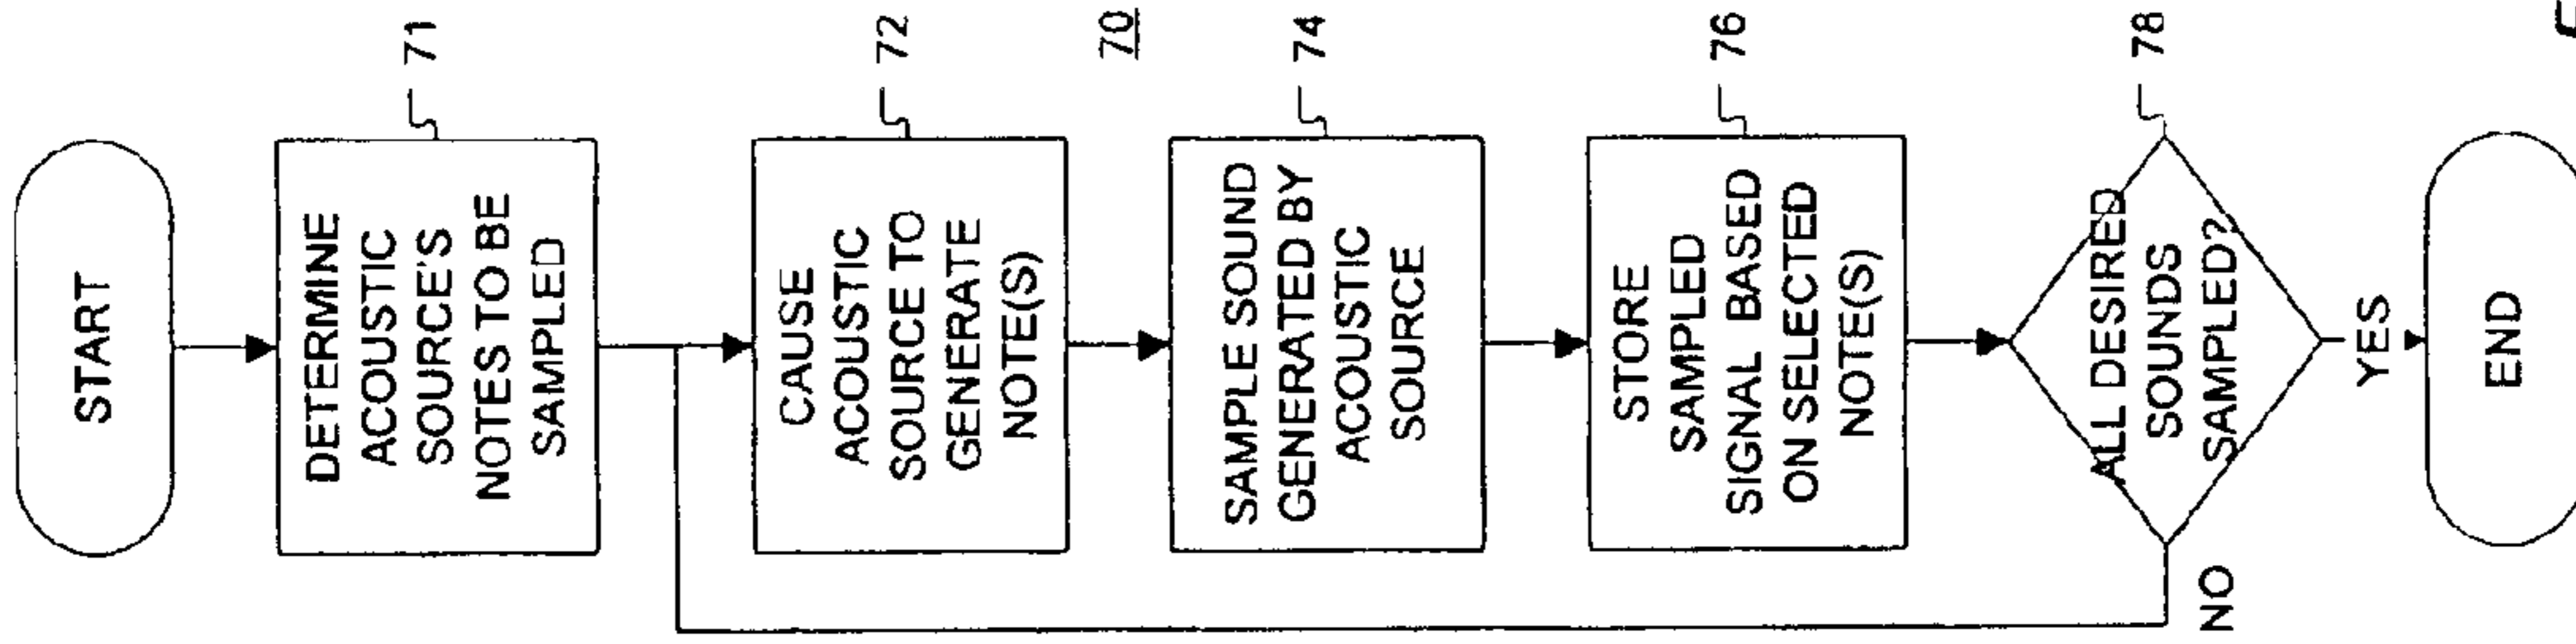 START
DETERMINE
ACOUSTIC
SOURCE'S
NOTES TO BE
SAMPLED
71
CAUSE
ACOUSTIC
SOURCE TO
GENERATE
NOTE(S)
72
70
SAMPLE SOUND
GENERATED BY
ACOUSTIC
SOURCE
74
STORE
SAMPLED
SIGNAL BASED
ON SELECTED
NOTE(S)
76
ALL DESIRED
SOUNDS
SAMPLED?
78
NO
YES
END